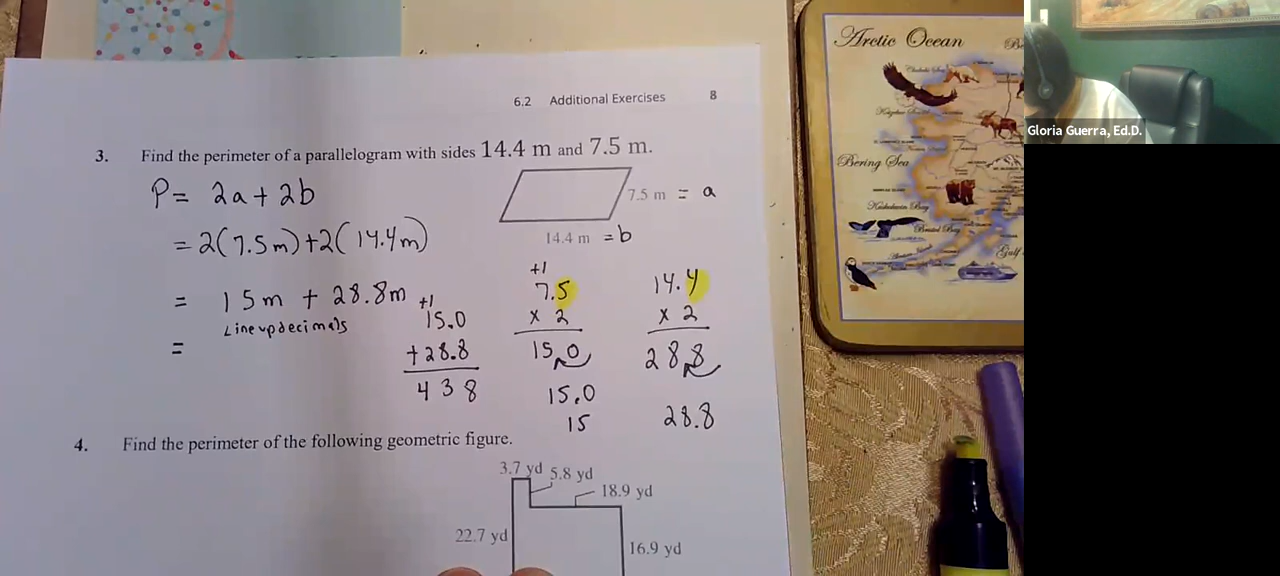 6.2 Additional Exercises 8
3. Find the perimeter of a parallelogram with sides 14.4 m and 7.5 m.
P = 2a + 2b
7.5 m = a
= 2(7.5m)+2(14.4m)
14.4 m = b
= 15m + 28.8m
Line up decimals
=
+1
15.0
+28.8
438
+1
7.5
x 2
15.0
15.0
15
14.4
x 2
28.8
28.8
4. Find the perimeter of the following geometric figure.
3.7 yd
5.8 yd
18.9 yd
22.7 yd
16.9 yd
Arctic Ocean
Bering Sea
Bristol Bay
Gulf
Gloria Guerra, Ed.D.